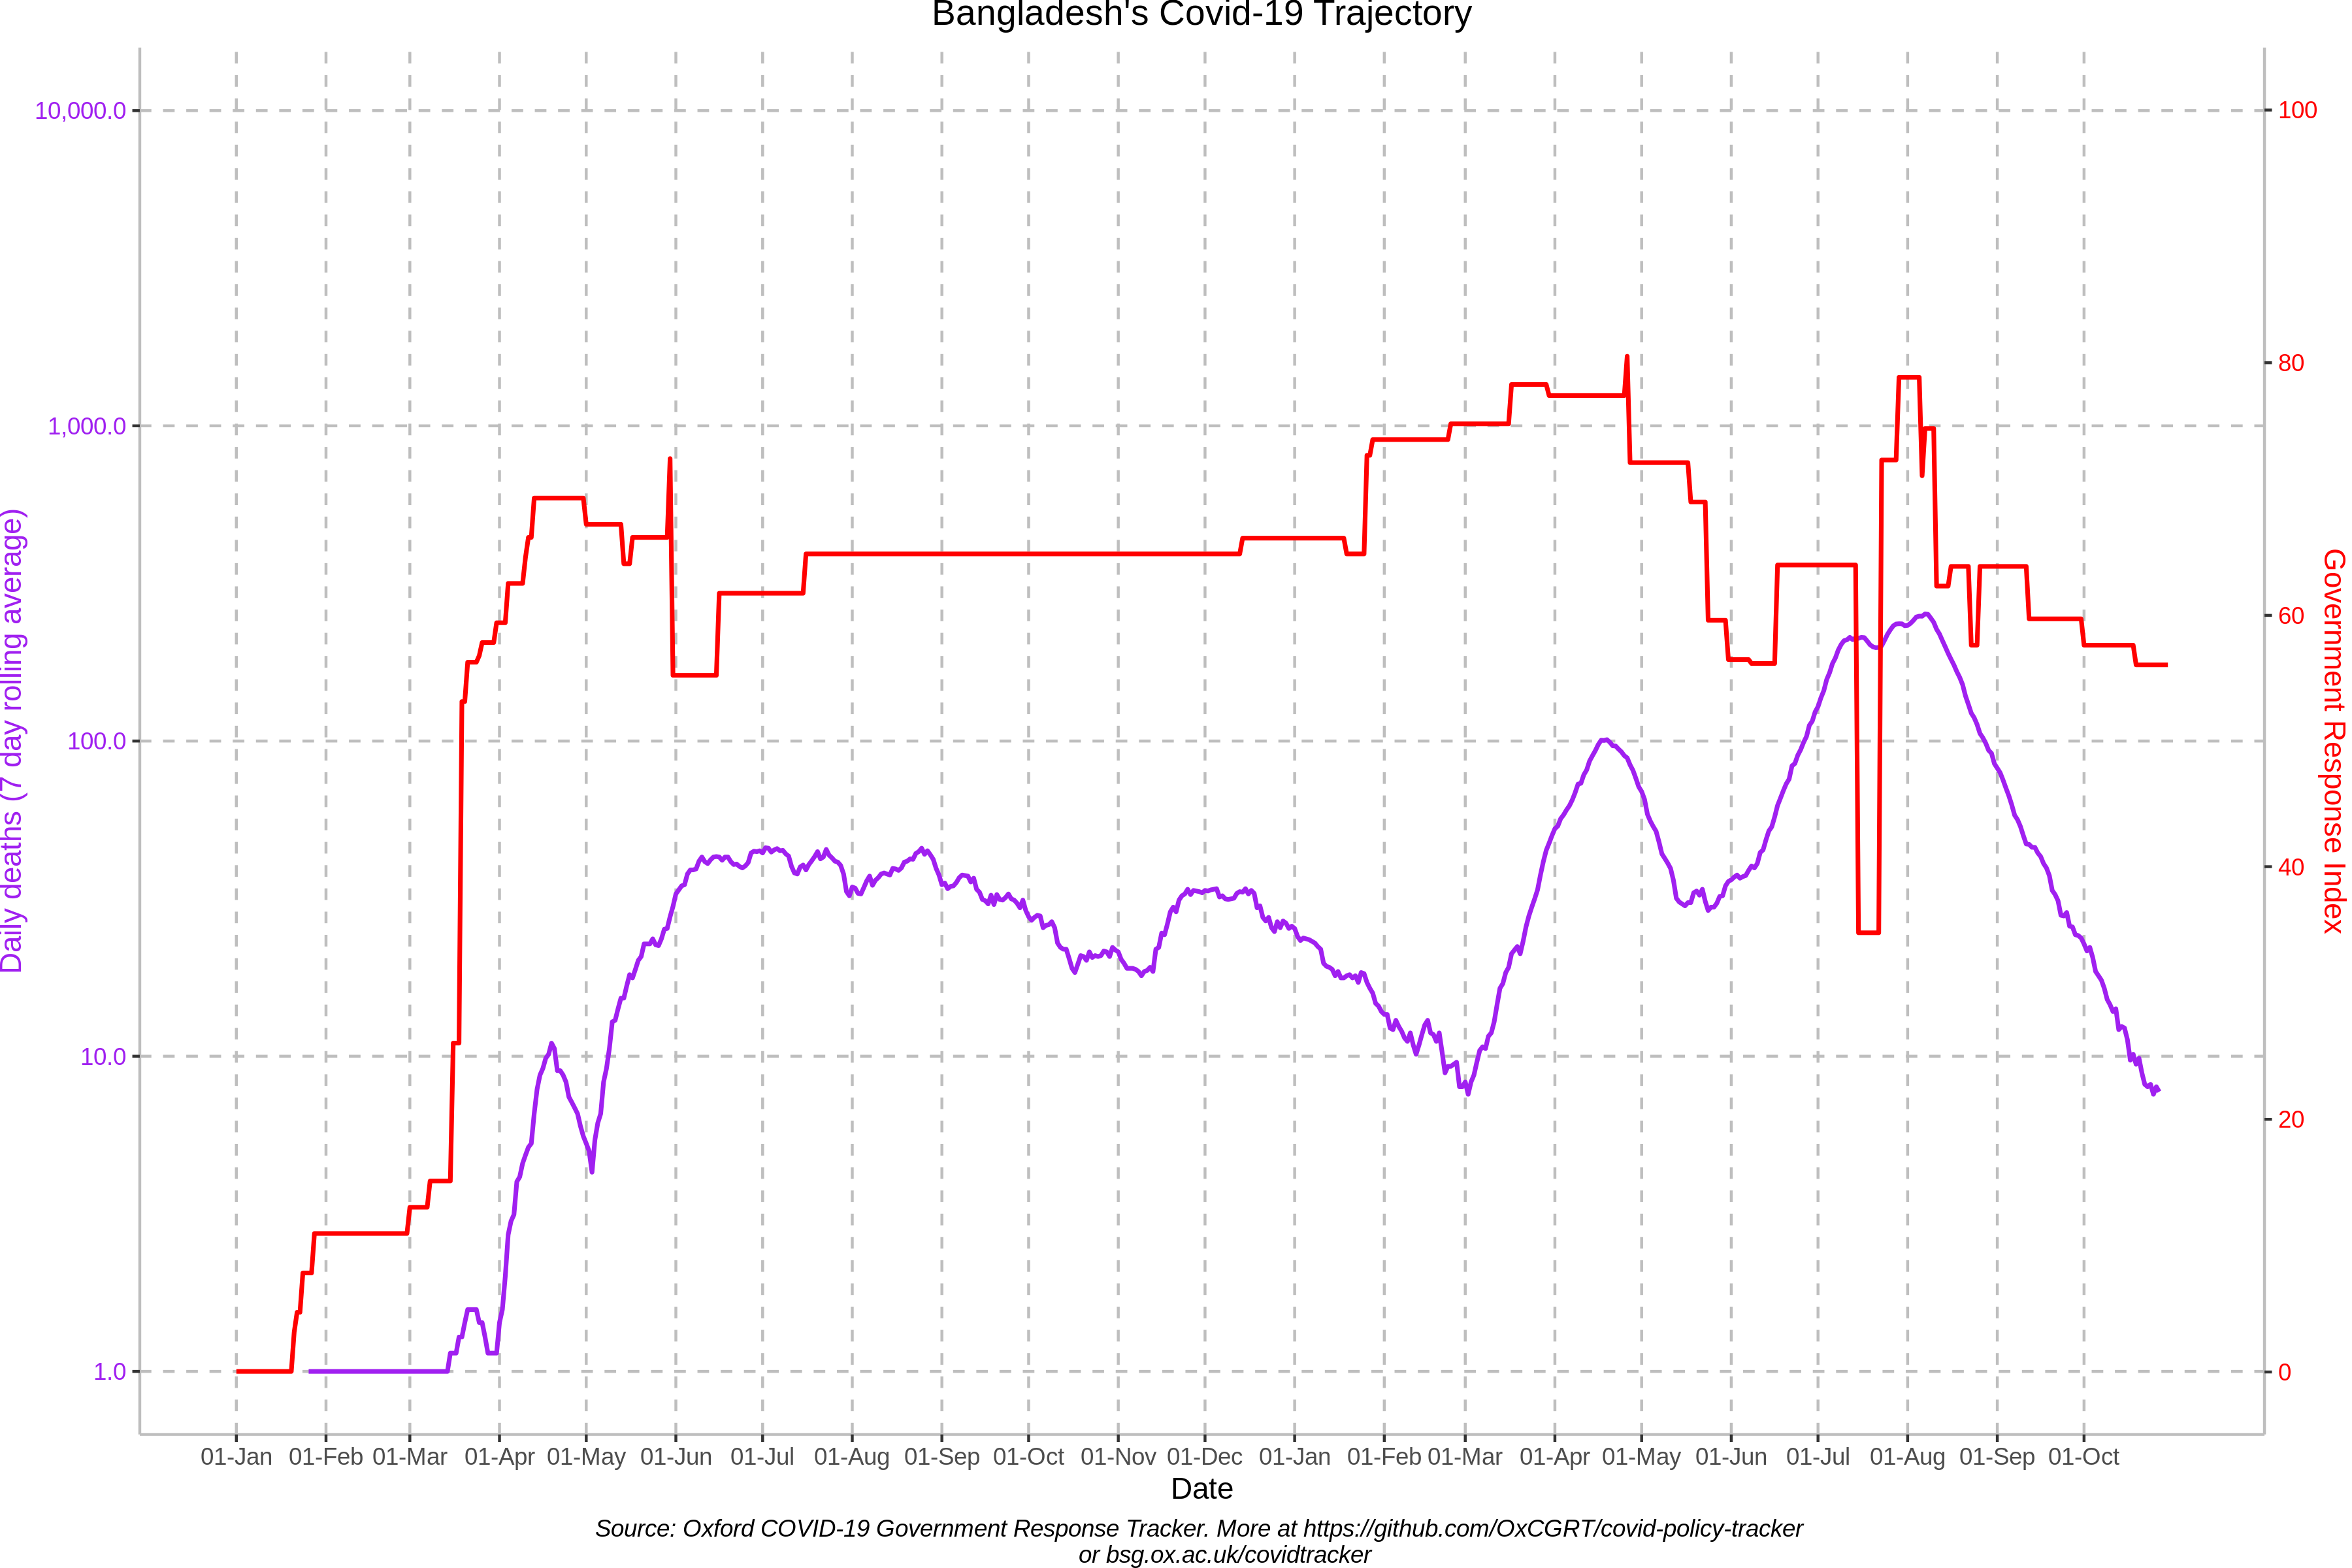 Bangladesh's Covid-19 Trajectory
Daily deaths (7 day rolling average)
10,000.0
1,000.0
100.0
10.0
1.0
100
80
60
40
20
0
Government Response Index
01-Jan 01-Feb 01-Mar 01-Apr 01-May 01-Jun 01-Jul 01-Aug 01-Sep 01-Oct 01-Nov 01-Dec 01-Jan 01-Feb 01-Mar 01-Apr 01-May 01-Jun 01-Jul 01-Aug 01-Sep 01-Oct
Date
Source: Oxford COVID-19 Government Response Tracker. More at https://github.com/OxCGRT/covid-policy-tracker
or bsg.ox.ac.uk/covidtracker